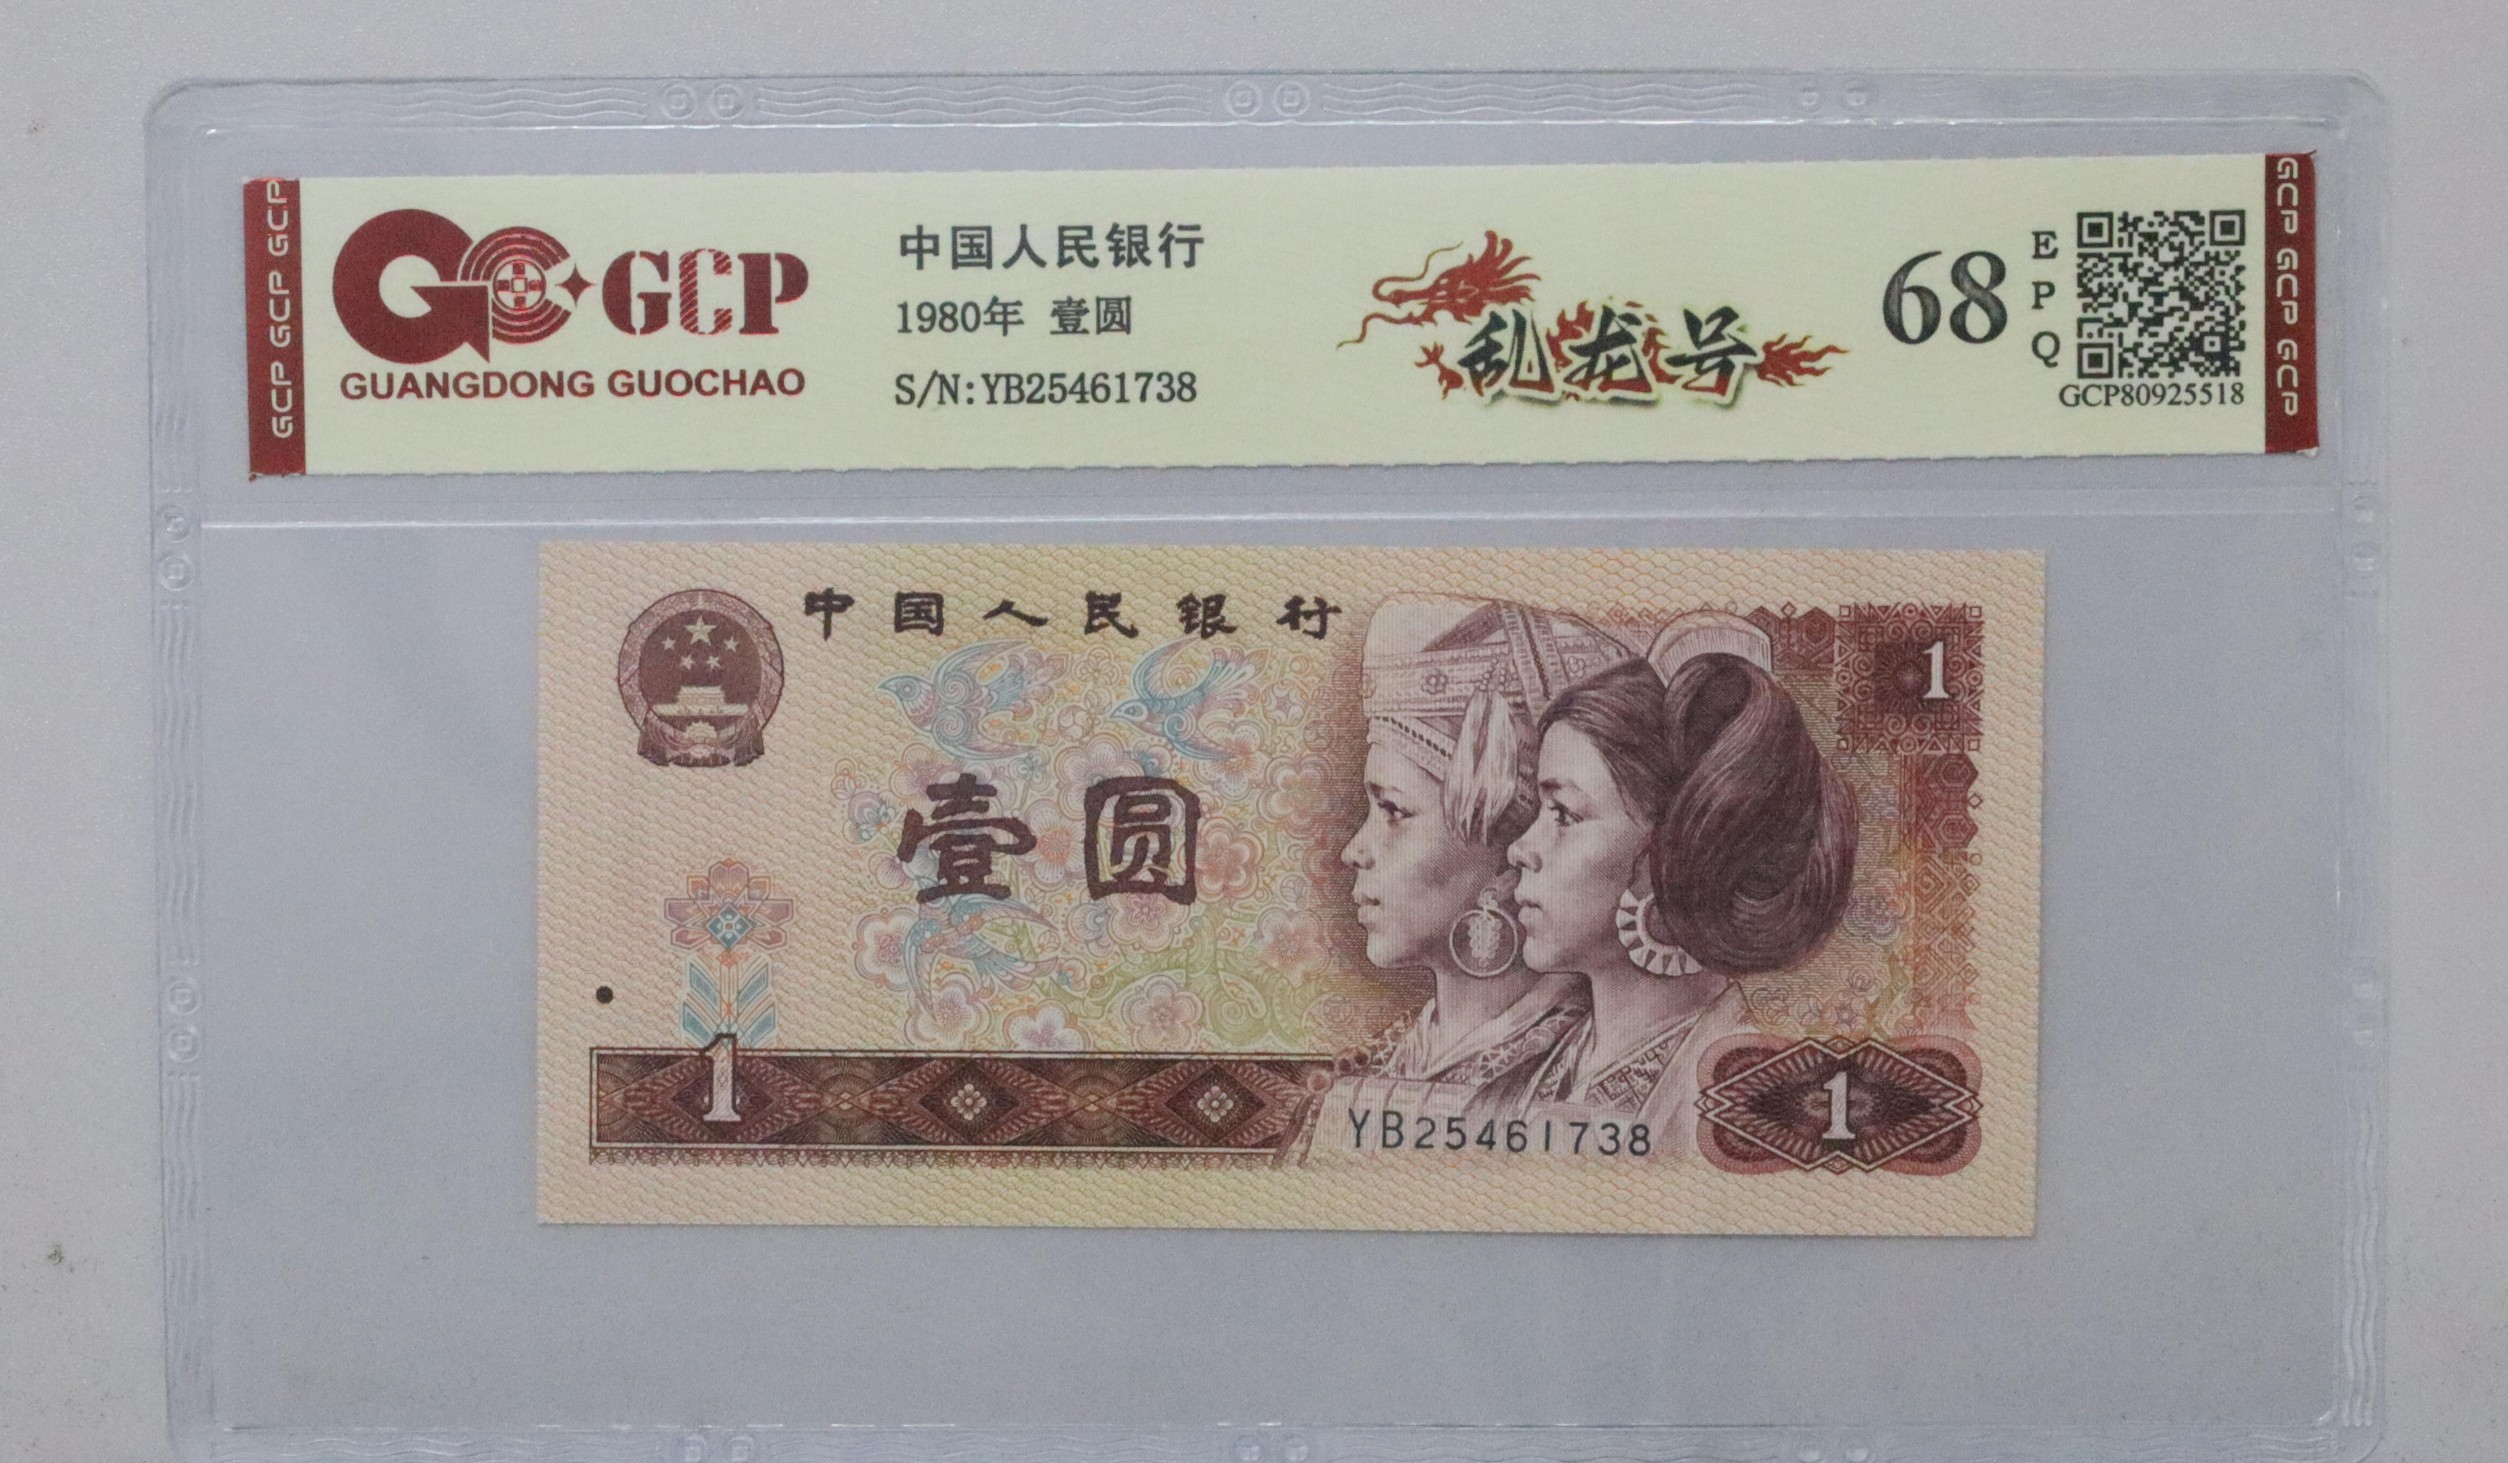 GCP GCP GCP
GCP
GUANGDONG GUOCHAO
中国人民银行
1980年 壹圆
S/N:YB25461738
乱龙号
68
E
P
Q
GCP80925518
GCP GCP GCP
中国人民银行
1
壹圆
1
YB25461738
1